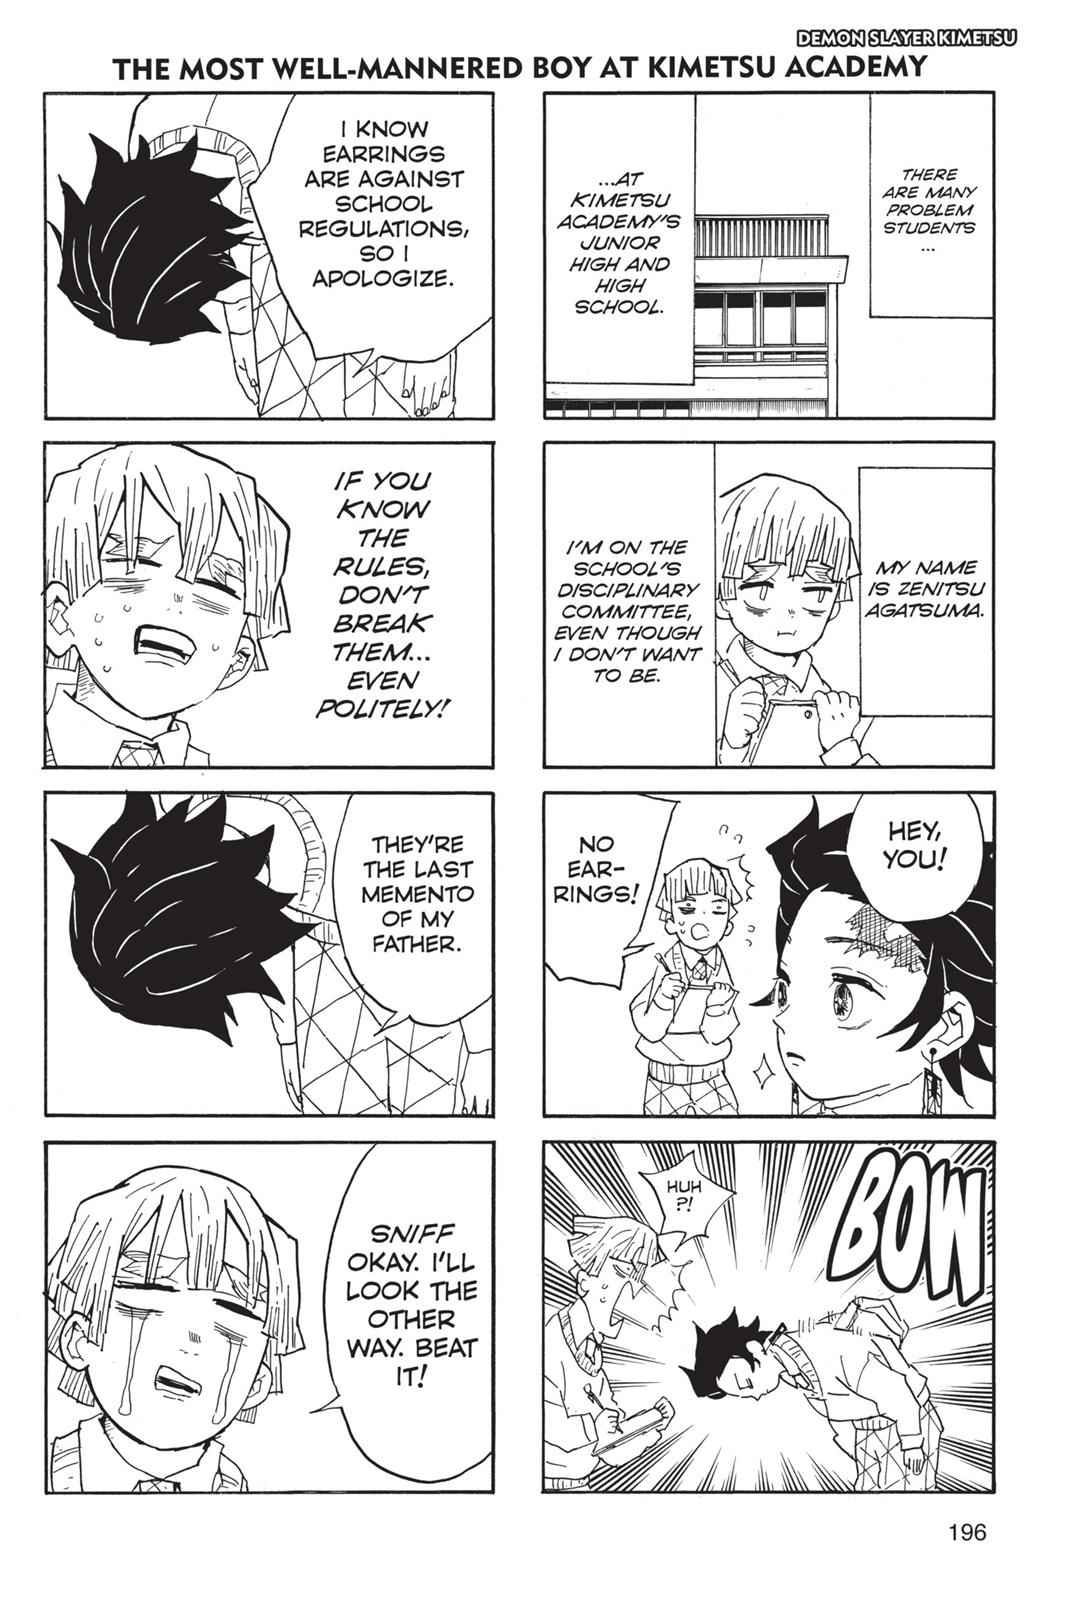 DEMON SLAYER KIMETSU
THE MOST WELL-MANNERED BOY AT KIMETSU ACADEMY
THERE
ARE MANY
PROBLEM
STUDENTS
...
...AT
KIMETSU
ACADEMY'S
JUNIOR
HIGH AND
HIGH
SCHOOL.
MY NAME
IS ZENITSU
AGATSUMA.
I'M ON THE
SCHOOL'S
DISCIPLINARY
COMMITTEE,
EVEN THOUGH
I DON'T WANT
TO BE.
HEY,
YOU!
NO
EAR-
RINGS!
BOW
HUH
?!
I KNOW
EARRINGS
ARE AGAINST
SCHOOL
REGULATIONS,
SO I
APOLOGIZE.
IF YOU
KNOW
THE
RULES,
DON'T
BREAK
THEM...
EVEN
POLITELY!
THEY'RE
THE LAST
MEMENTO
OF MY
FATHER.
SNIFF
OKAY. I'LL
LOOK THE
OTHER
WAY. BEAT
IT!
196